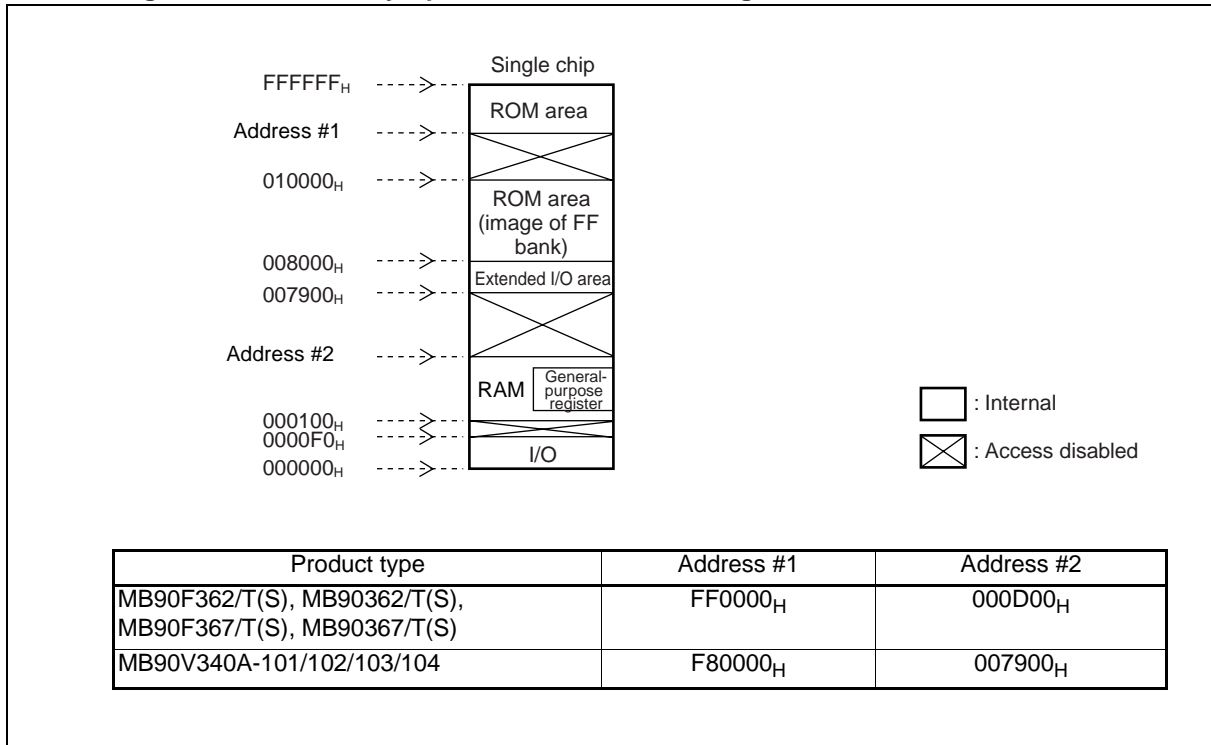 Single chip
FFFFFFH
ROM area
Address #1
010000H
ROM area
(image of FF
bank)
008000H
Extended I/O area
007900H
Address #2
RAM
General-
purpose
register
000100H
0000F0H
I/O
000000H
: Internal
: Access disabled
Product type Address #1 Address #2
MB90F362/T(S), MB90362/T(S), FF0000H 000D00H
MB90F367/T(S), MB90367/T(S)
MB90V340A-101/102/103/104 F80000H 007900H